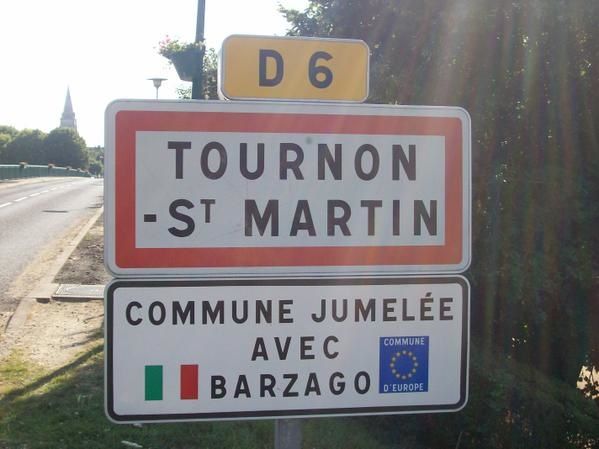 D 6
TOURNON
-ST MARTIN
COMMUNE JUMELÉE
AVEC
BARZAGO
COMMUNE
D'EUROPE